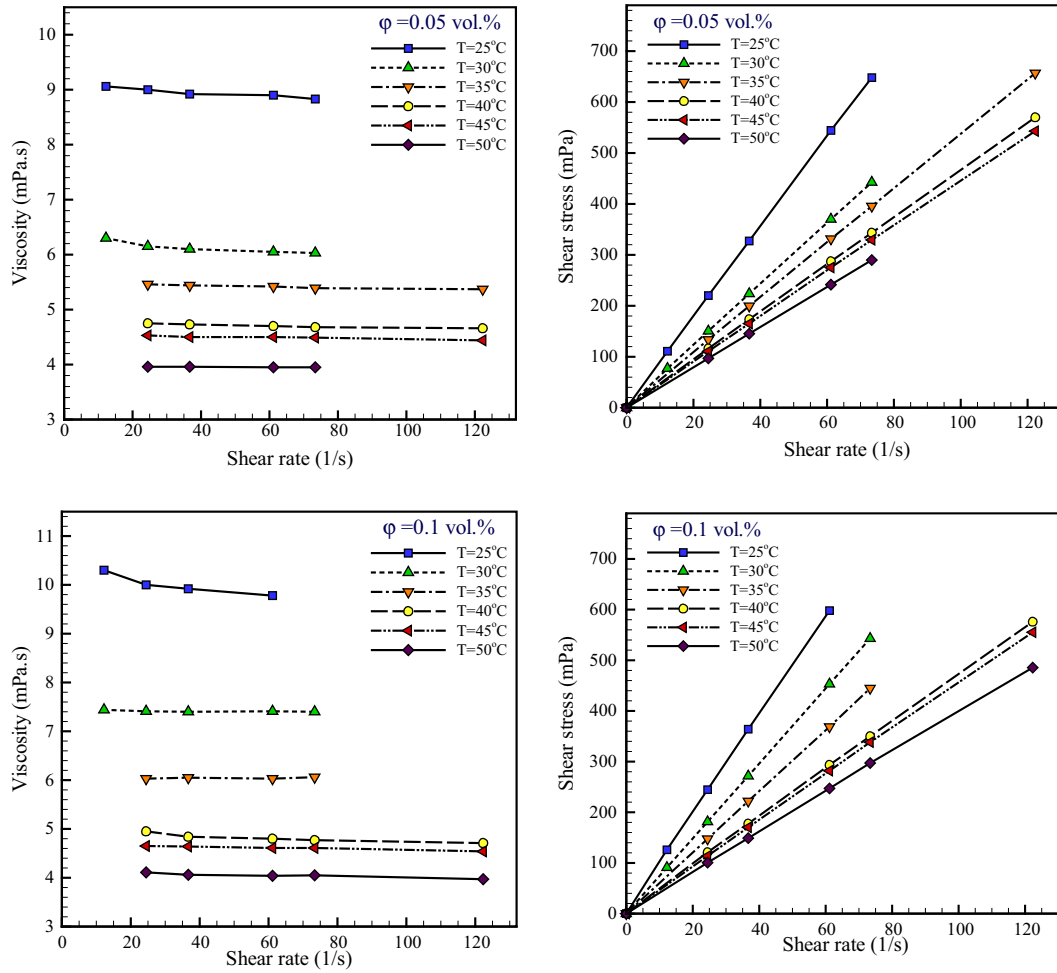 φ =0.05 vol.%
T=25°C
T=30°C
T=35°C
T=40°C
T=45°C
T=50°C
Viscosity (mPa.s)
10
9
8
7
6
5
4
3
0 20 40 60 80 100 120
Shear rate (1/s)
φ =0.05 vol.%
T=25°C
T=30°C
T=35°C
T=40°C
T=45°C
T=50°C
Shear stress (mPa)
700
600
500
400
300
200
100
0
0 20 40 60 80 100 120
Shear rate (1/s)
φ =0.1 vol.%
T=25°C
T=30°C
T=35°C
T=40°C
T=45°C
T=50°C
Viscosity (mPa.s)
11
10
9
8
7
6
5
4
3
0 20 40 60 80 100 120
Shear rate (1/s)
φ =0.1 vol.%
T=25°C
T=30°C
T=35°C
T=40°C
T=45°C
T=50°C
Shear stress (mPa)
700
600
500
400
300
200
100
0
0 20 40 60 80 100 120
Shear rate (1/s)